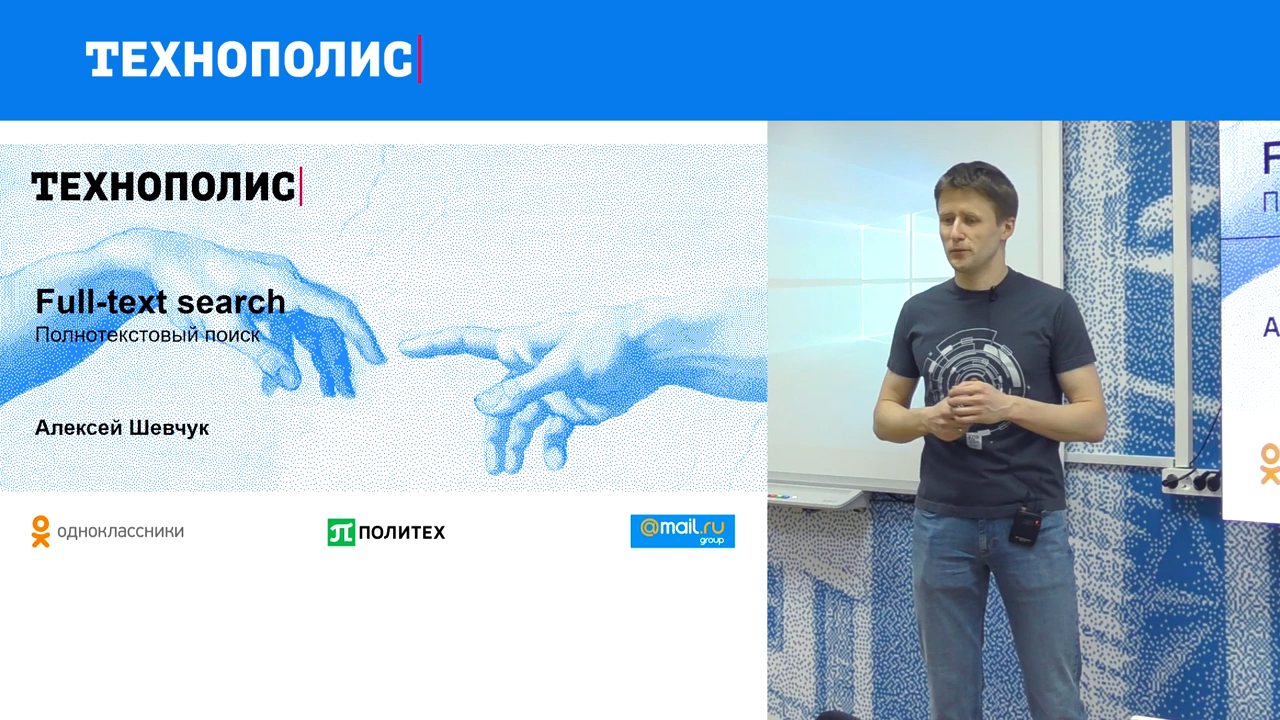 ТЕХНОПОЛИС
ТЕХНОПОЛИС
Full-text search
Полнотекстовый поиск
Алексей Шевчук
одноклассники
ПОЛИТЕХ
@mail.ru
group